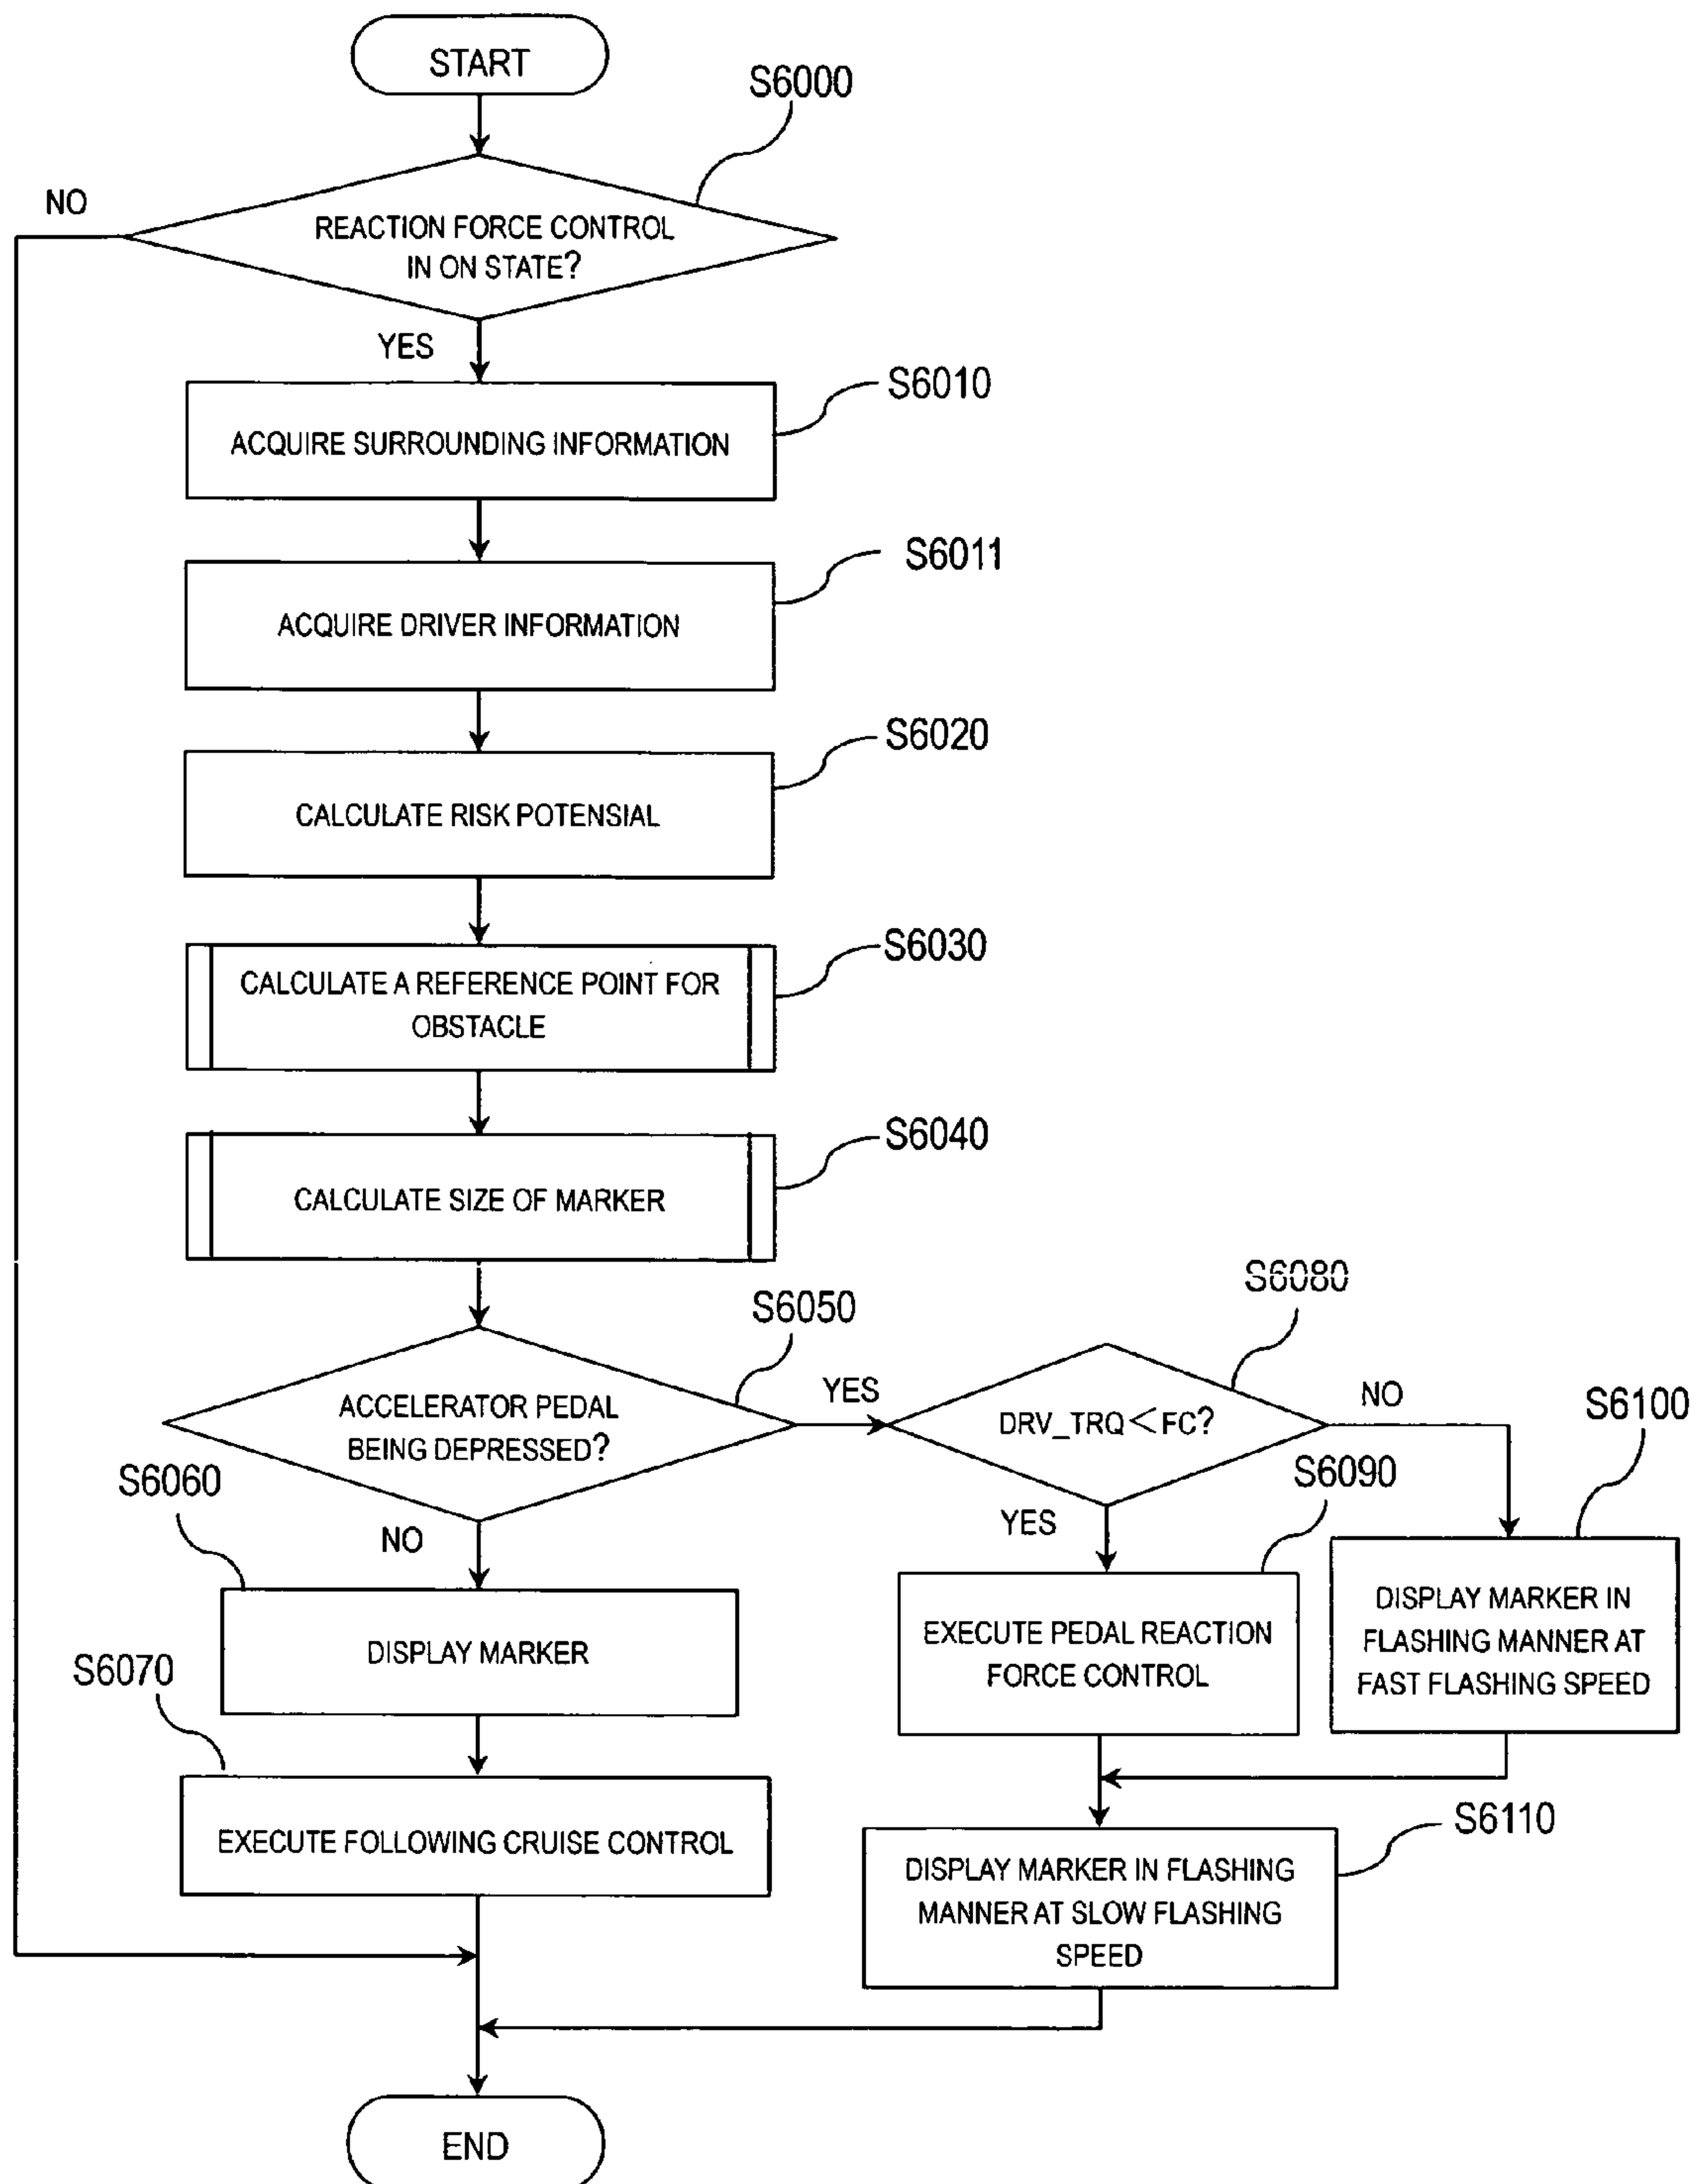 START
S6000
NO
REACTION FORCE CONTROL
IN ON STATE?
YES
S6010
ACQUIRE SURROUNDING INFORMATION
S6011
ACQUIRE DRIVER INFORMATION
S6020
CALCULATE RISK POTENSIAL
S6030
CALCULATE A REFERENCE POINT FOR
OBSTACLE
S6040
CALCULATE SIZE OF MARKER
S6050
ACCELERATOR PEDAL
BEING DEPRESSED?
YES
S6080
DRV_TRQ<FC?
NO
S6100
S6060
NO
YES
S6090
DISPLAY MARKER
EXECUTE PEDAL REACTION
FORCE CONTROL
DISPLAY MARKER IN
FLASHING MANNER AT
FAST FLASHING SPEED
S6070
EXECUTE FOLLOWING CRUISE CONTROL
S6110
DISPLAY MARKER IN FLASHING
MANNER AT SLOW FLASHING
SPEED
END